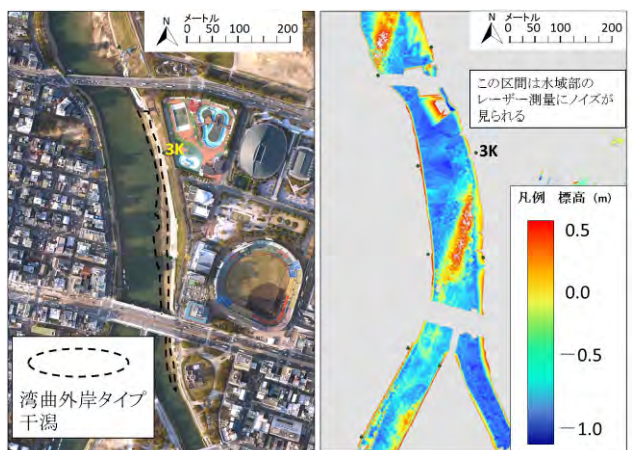 N
メートル
0 50 100 200
3K
湾曲外岸タイプ
干潟
N
メートル
0 50 100 200
この区間は水域部の
レーザー測量にノイズが
見られる
3K
凡例 標高 (m)
0.5
0.0
－0.5
－1.0